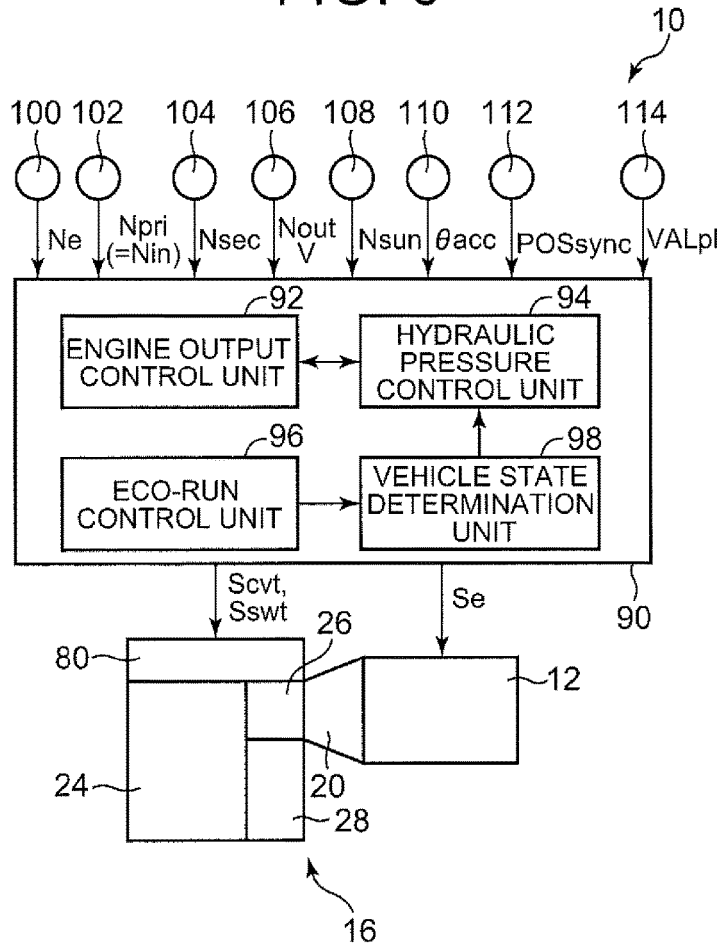 10
100 102 104 106 108 110 112 114
Ne Npri (=Nin) Nsec Nout V Nsun θacc POSsync VALpl
92
ENGINE OUTPUT
CONTROL UNIT
94
HYDRAULIC
PRESSURE
CONTROL UNIT
96
ECO-RUN
CONTROL UNIT
98
VEHICLE STATE
DETERMINATION
UNIT
90
Scvt,
Sswt
Se
80
26
12
24
20
28
16